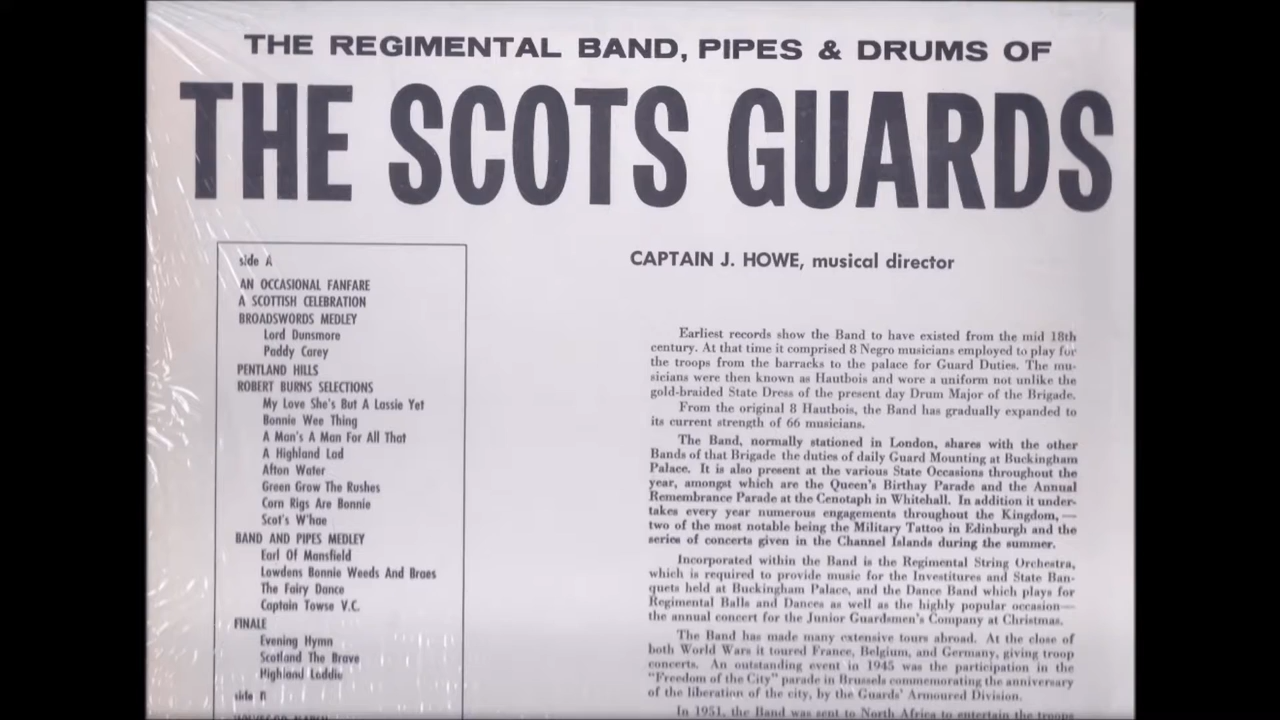 THE REGIMENTAL BAND, PIPES & DRUMS OF
THE SCOTS GUARDS
side A
AN OCCASIONAL FANFARE
A SCOTTISH CELEBRATION
BROADSWORDS MEDLEY
Lord Dunsmore
Paddy Carey
PENTLAND HILLS
ROBERT BURNS SELECTIONS
My Love She's But A Lassie Yet
Bonnie Wee Thing
A Man's A Man For All That
A Highland Lad
Afton Water
Green Grow The Rushes
Corn Rigs Are Bonnie
Scot's W'hae
BAND AND PIPES MEDLEY
Earl Of Mansfield
Lowdens Bonnie Weeds And Braes
The Fairy Dance
Captain Towse V.C.
FINALE
Evening Hymn
Scotland The Brave
Highland Laddie
side B
CAPTAIN J. HOWE, musical director
Earliest records show the Band to have existed from the mid 18th
century. At that time it comprised 8 Negro musicians employed to play for
the troops from the barracks to the palace for Guard Duties. The mu-
sicians were then known as Hautbois and wore a uniform not unlike the
gold-braided State Dress of the present day Drum Major of the Brigade.
From the original 8 Hautbois, the Band has gradually expanded to
its current strength of 66 musicians.
The Band, normally stationed in London, shares with the other
Bands of that Brigade the duties of daily Guard Mounting at Buckingham
Palace. It is also present at the various State Occasions throughout the
year, amongst which are the Queen's Birthay Parade and the Annual
Remembrance Parade at the Cenotaph in Whitehall. In addition it under-
takes every year numerous engagements throughout the Kingdom,—
two of the most notable being the Military Tattoo in Edinburgh and the
series of concerts given in the Channel Islands during the summer.
Incorporated within the Band is the Regimental String Orchestra,
which is required to provide music for the Investitures and State Ban-
quets held at Buckingham Palace, and the Dance Band which plays for
Regimental Balls and Dances as well as the highly popular occasion—
the annual concert for the Junior Guardsmen's Company at Christmas.
The Band has made many extensive tours abroad. At the close of
both World Wars it toured France, Belgium, and Germany, giving troop
concerts. An outstanding event in 1945 was the participation in the
"Freedom of the City" parade in Brussels commemorating the anniversary
of the liberation of the city, by the Guards' Armoured Division.
In 1951, the Band was sent to North Africa to entertain the troops